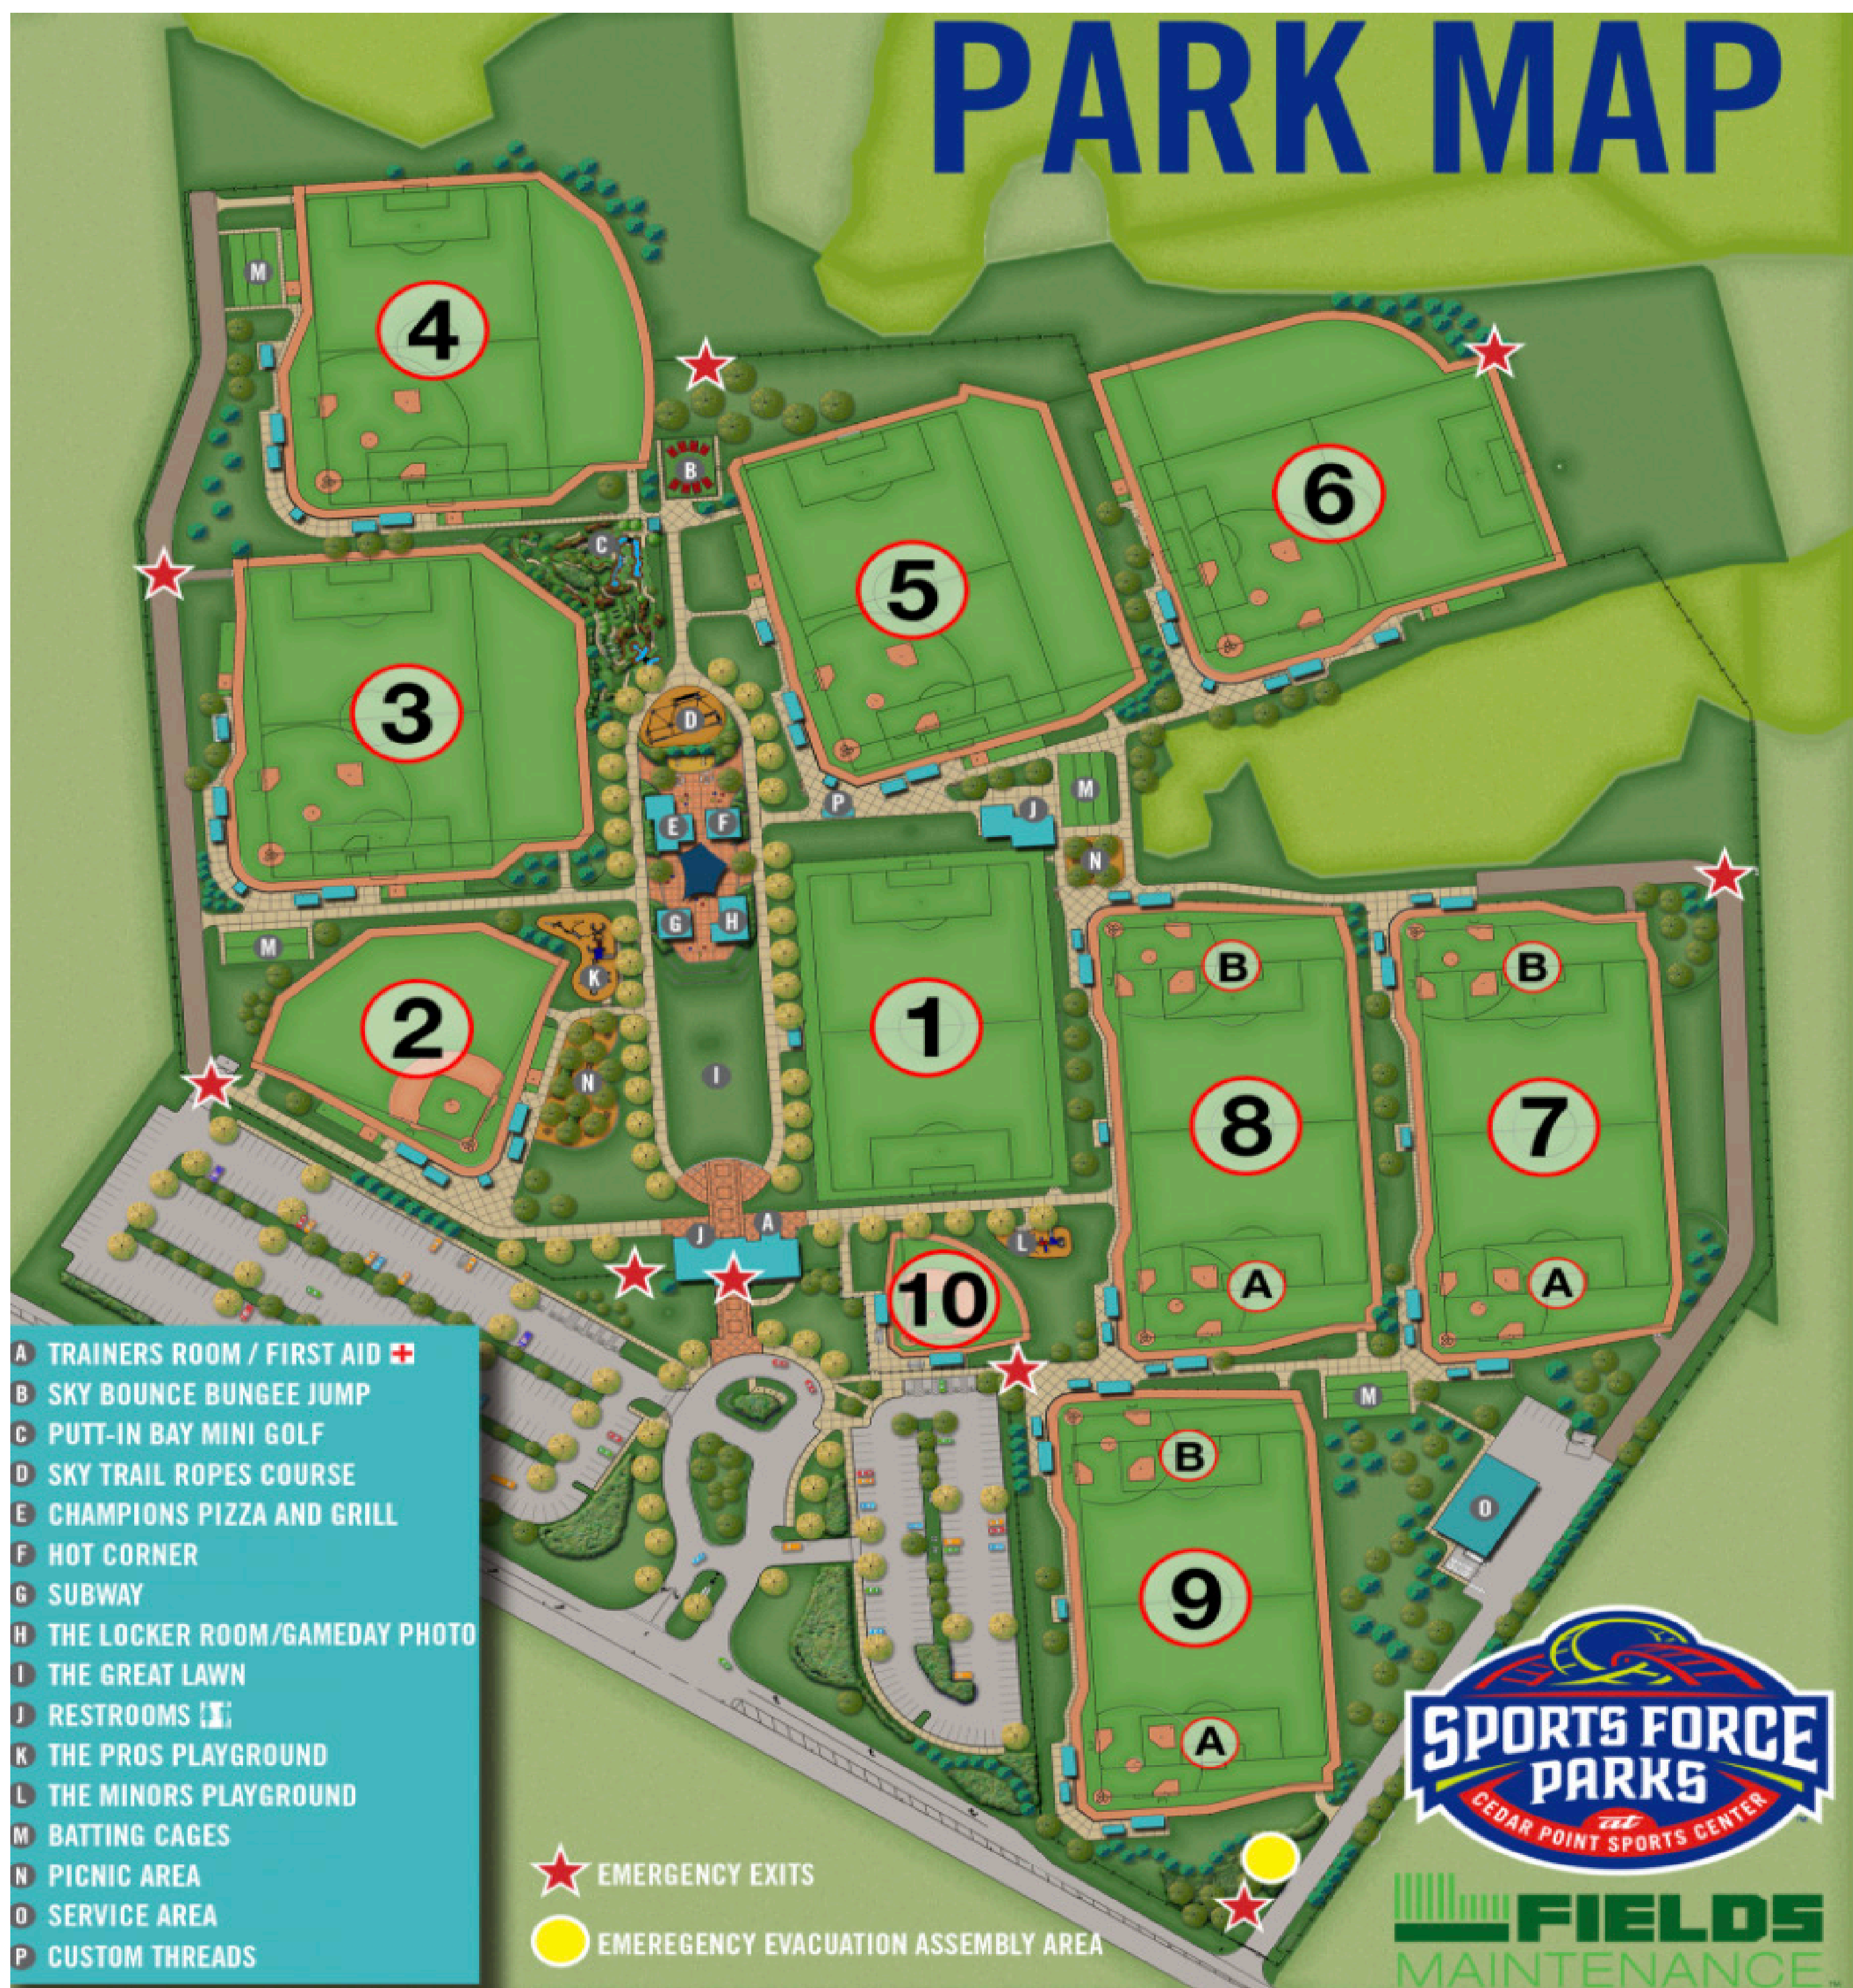 PARK MAP
4
M
6
B
5
C
3
D
P
J
M
E
F
N
G
H
M
K
B
B
2
1
N
I
8
7
A
J
L
10
A
A
M
B
O
9
A
A TRAINERS ROOM / FIRST AID
B SKY BOUNCE BUNGEE JUMP
C PUTT-IN BAY MINI GOLF
D SKY TRAIL ROPES COURSE
E CHAMPIONS PIZZA AND GRILL
F HOT CORNER
G SUBWAY
H THE LOCKER ROOM/GAMEDAY PHOTO
I THE GREAT LAWN
J RESTROOMS
K THE PROS PLAYGROUND
L THE MINORS PLAYGROUND
M BATTING CAGES
N PICNIC AREA
O SERVICE AREA
P CUSTOM THREADS
EMERGENCY EXITS
EMEREGENCY EVACUATION ASSEMBLY AREA
SPORTS FORCE
PARKS
at
CEDAR POINT SPORTS CENTER
FIELDS
MAINTENANCE